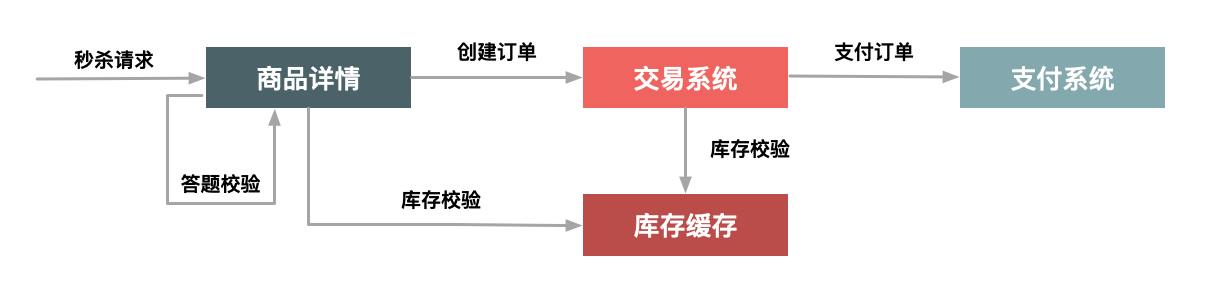 秒杀请求
商品详情
创建订单
交易系统
支付订单
支付系统
答题校验
库存校验
库存校验
库存缓存